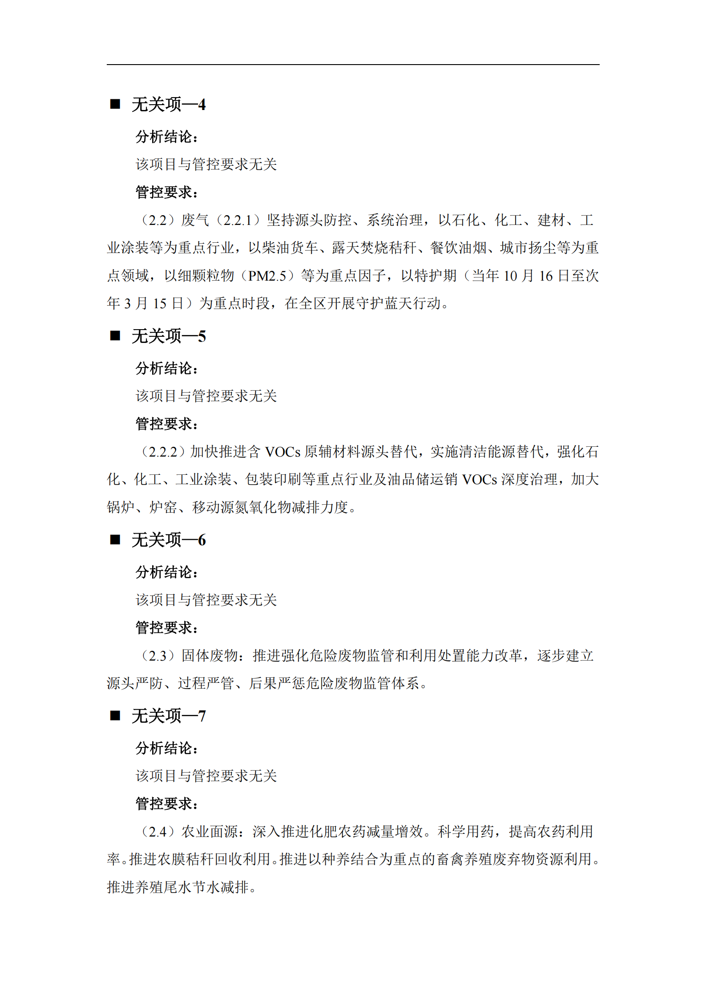 ■ 无关项—4
分析结论：
该项目与管控要求无关
管控要求：
（2.2）废气（2.2.1）坚持源头防控、系统治理，以石化、化工、建材、工
业涂装等为重点行业，以柴油货车、露天焚烧秸秆、餐饮油烟、城市扬尘等为重
点领域，以细颗粒物（PM2.5）等为重点因子，以特护期（当年 10 月 16 日至次
年 3 月 15 日）为重点时段，在全区开展守护蓝天行动。
■ 无关项—5
分析结论：
该项目与管控要求无关
管控要求：
（2.2.2）加快推进含 VOCs 原辅材料源头替代，实施清洁能源替代，强化石
化、化工、工业涂装、包装印刷等重点行业及油品储运销 VOCs 深度治理，加大
锅炉、炉窑、移动源氮氧化物减排力度。
■ 无关项—6
分析结论：
该项目与管控要求无关
管控要求：
（2.3）固体废物：推进强化危险废物监管和利用处置能力改革，逐步建立
源头严防、过程严管、后果严惩危险废物监管体系。
■ 无关项—7
分析结论：
该项目与管控要求无关
管控要求：
（2.4）农业面源：深入推进化肥农药减量增效。科学用药，提高农药利用
率。推进农膜秸秆回收利用。推进以种养结合为重点的畜禽养殖废弃物资源利用。
推进养殖尾水节水减排。